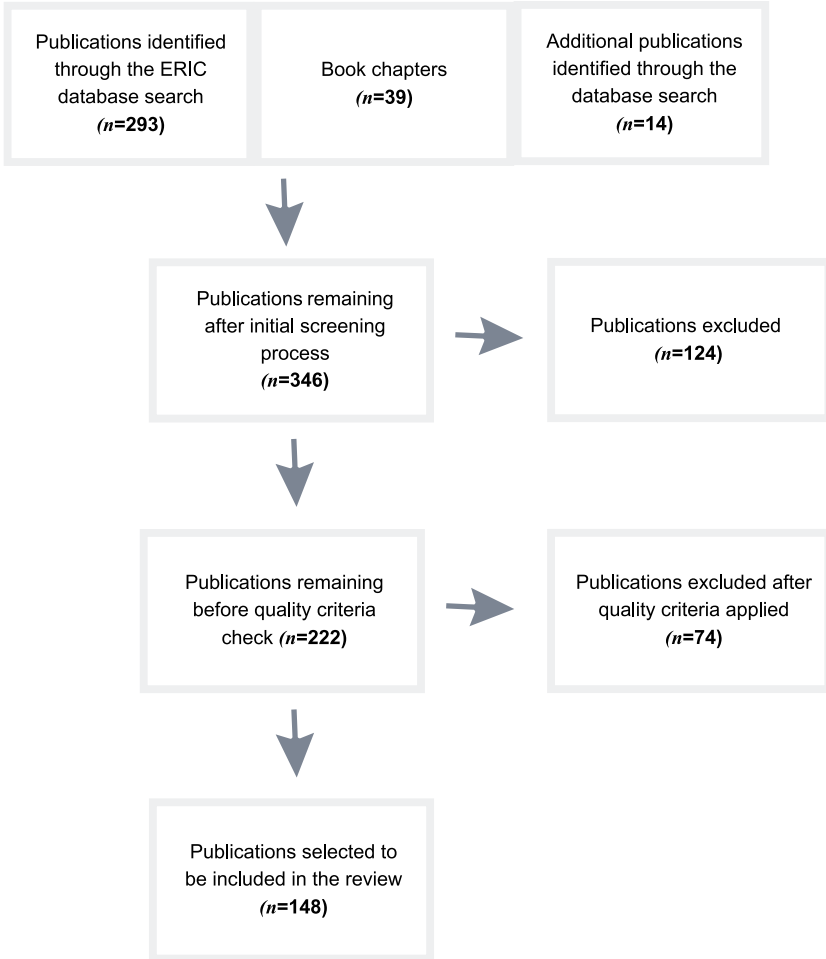 Publications identified
through the ERIC
database search
(n=293)
Book chapters
(n=39)
Additional publications
identified through the
database search
(n=14)
Publications remaining
after initial screening
process
(n=346)
Publications excluded
(n=124)
Publications remaining
before quality criteria
check (n=222)
Publications excluded after
quality criteria applied
(n=74)
Publications selected to
be included in the review
(n=148)